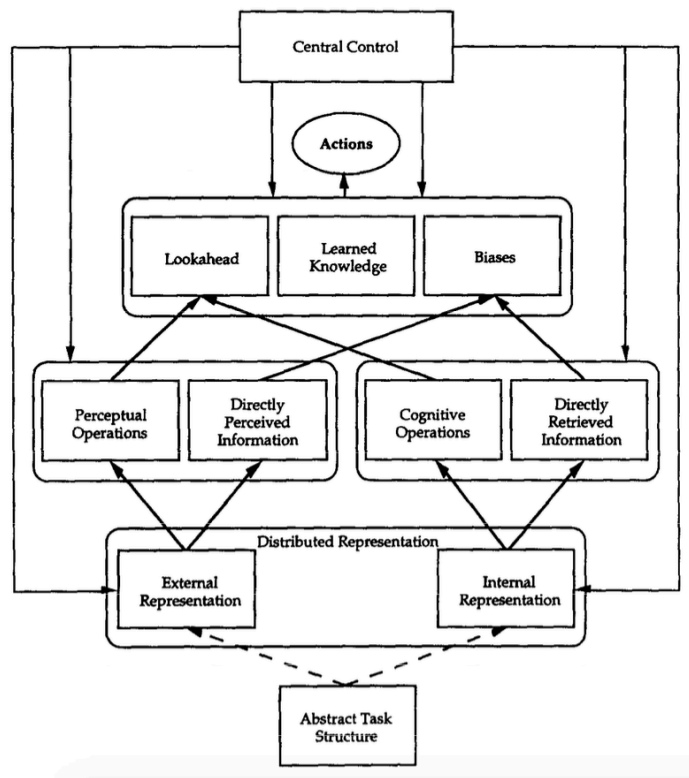 Central Control
Actions
Lookahead
Learned
Knowledge
Biases
Perceptual
Operations
Directly
Perceived
Information
Cognitive
Operations
Directly
Retrieved
Information
Distributed Representation
External
Representation
Internal
Representation
Abstract Task
Structure